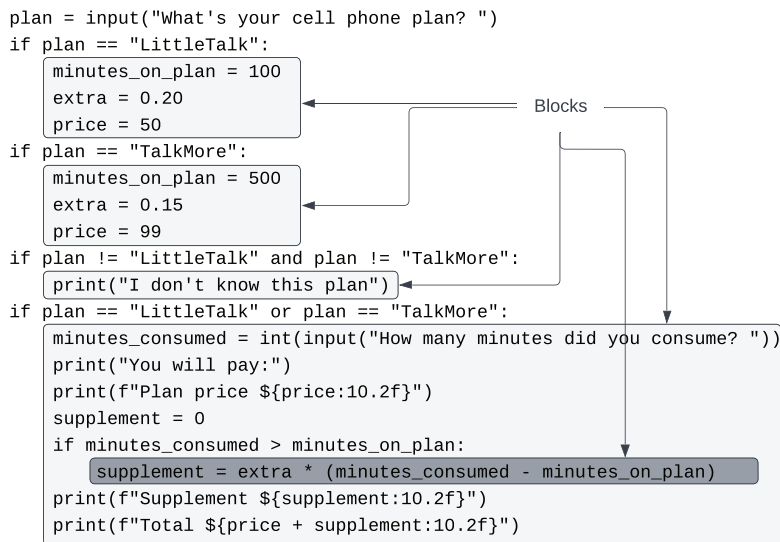 plan = input("What's your cell phone plan? ")
if plan == "LittleTalk":
    minutes_on_plan = 100
    extra = 0.20
    price = 50
Blocks
if plan == "TalkMore":
    minutes_on_plan = 500
    extra = 0.15
    price = 99
if plan != "LittleTalk" and plan != "TalkMore":
    print("I don't know this plan")
if plan == "LittleTalk" or plan == "TalkMore":
    minutes_consumed = int(input("How many minutes did you consume? "))
    print("You will pay:")
    print(f"Plan price ${price:10.2f}")
    supplement = 0
    if minutes_consumed > minutes_on_plan:
        supplement = extra * (minutes_consumed - minutes_on_plan)
    print(f"Supplement ${supplement:10.2f}")
    print(f"Total ${price + supplement:10.2f}")